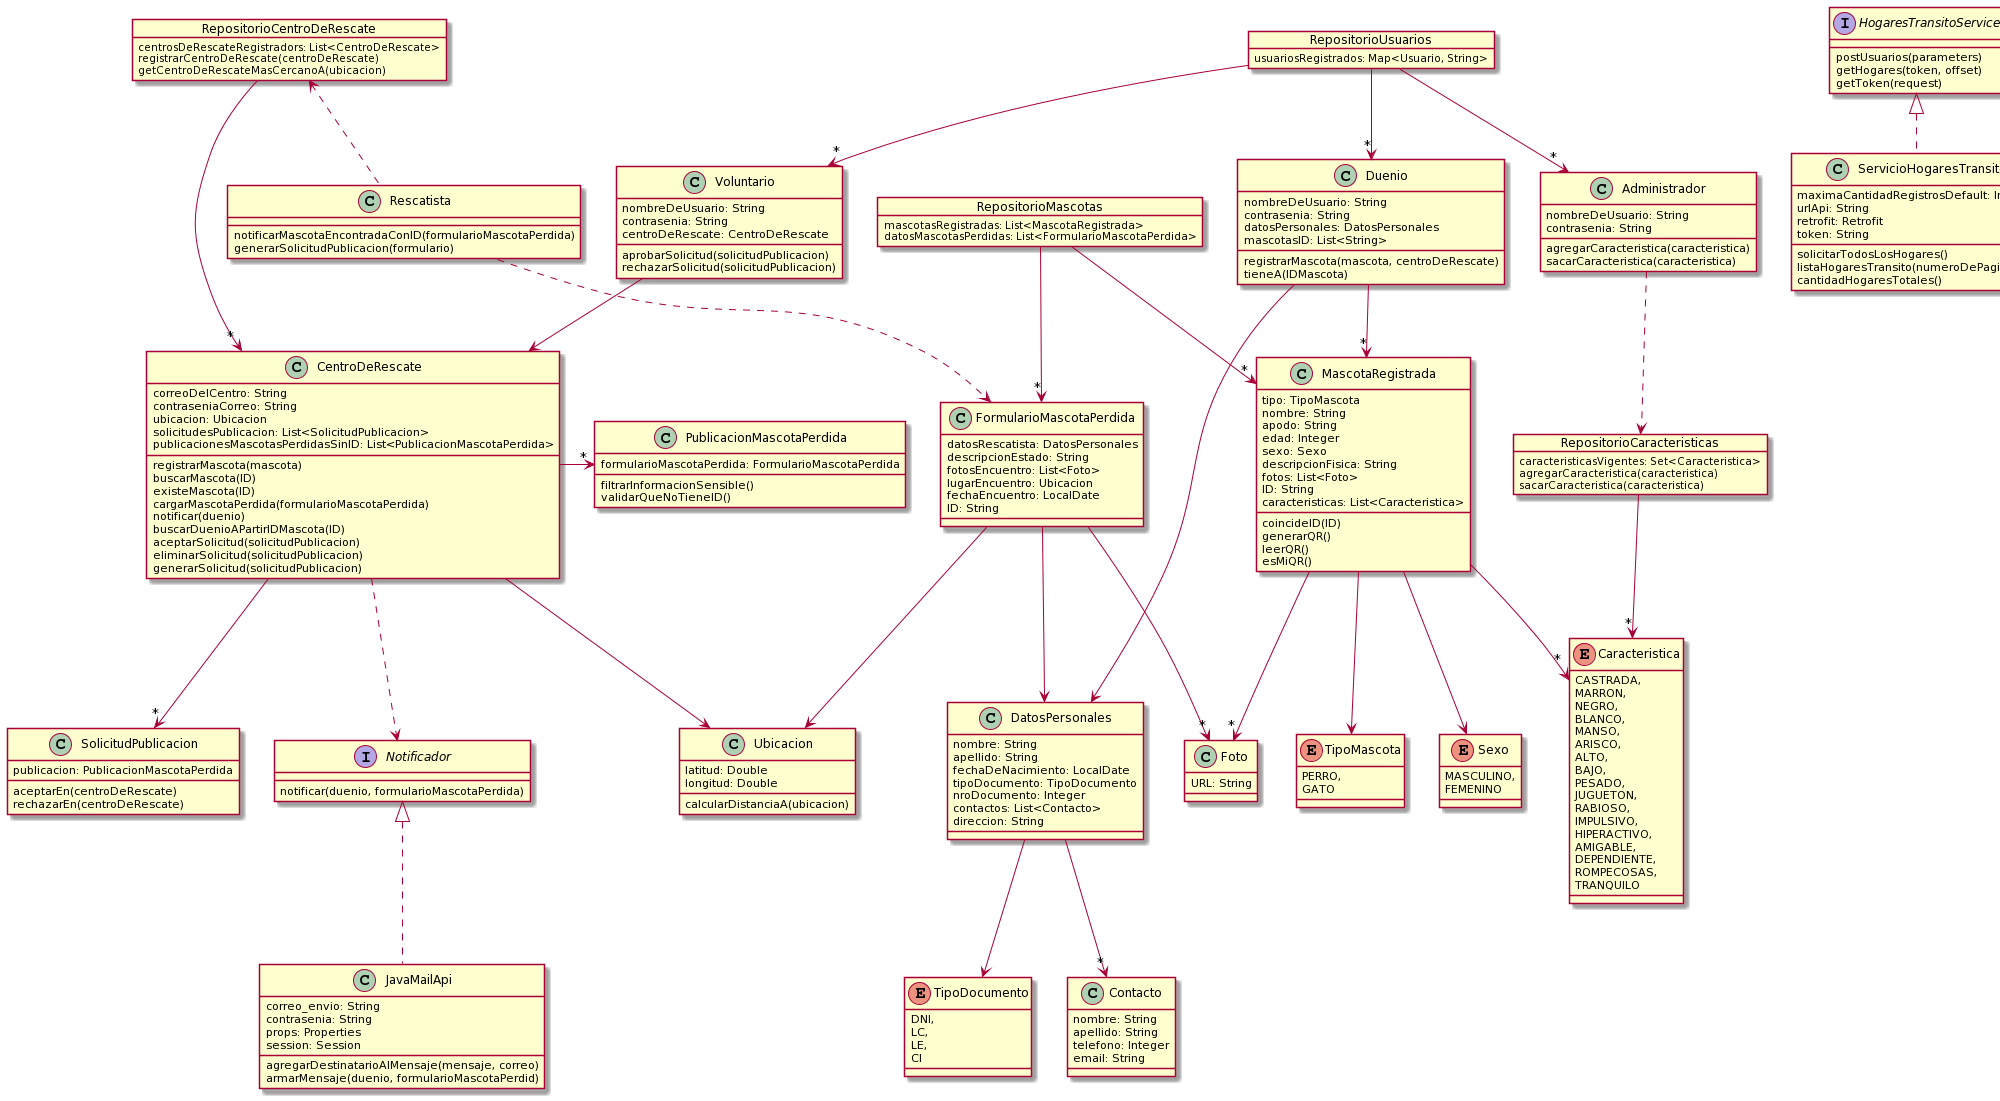 RepositorioCentroDeRescate
centrosDeRescateRegistradors: List<CentroDeRescate>
registrarCentroDeRescate(centroDeRescate)
getCentroDeRescateMasCercanoA(ubicacion)
RepositorioUsuarios
usuariosRegistrados: Map<Usuario, String>
I HogaresTransitoService
postUsuarios(parameters)
getHogares(token, offset)
getToken(request)
C Rescatista
notificarMascotaEncontradaConID(formularioMascotaPerdida)
generarSolicitudPublicacion(formulario)
*
C Voluntario
nombreDeUsuario: String
contrasenia: String
centroDeRescate: CentroDeRescate
aprobarSolicitud(solicitudPublicacion)
rechazarSolicitud(solicitudPublicacion)
RepositorioMascotas
mascotasRegistradas: List<MascotaRegistrada>
datosMascotasPerdidas: List<FormularioMascotaPerdida>
*
C Duenio
nombreDeUsuario: String
contrasenia: String
datosPersonales: DatosPersonales
mascotasID: List<String>
registrarMascota(mascota, centroDeRescate)
tieneA(IDMascota)
*
C Administrador
nombreDeUsuario: String
contrasenia: String
agregarCaracteristica(caracteristica)
sacarCaracteristica(caracteristica)
C ServicioHogaresTransit
maximaCantidadRegistrosDefault: In
urlApi: String
retrofit: Retrofit
token: String
solicitarTodosLosHogares()
listaHogaresTransito(numeroDePagi
cantidadHogaresTotales()
*
C CentroDeRescate
correoDelCentro: String
contraseniaCorreo: String
ubicacion: Ubicacion
solicitudesPublicacion: List<SolicitudPublicacion>
publicacionesMascotasPerdidasSinID: List<PublicacionMascotaPerdida>
registrarMascota(mascota)
buscarMascota(ID)
existeMascota(ID)
cargarMascotaPerdida(formularioMascotaPerdida)
notificar(duenio)
buscarDuenioAPartirIDMascota(ID)
aceptarSolicitud(solicitudPublicacion)
eliminarSolicitud(solicitudPublicacion)
generarSolicitud(solicitudPublicacion)
*
C PublicacionMascotaPerdida
formularioMascotaPerdida: FormularioMascotaPerdida
filtrarInformacionSensible()
validarQueNoTieneID()
*
C FormularioMascotaPerdida
datosRescatista: DatosPersonales
descripcionEstado: String
fotosEncuentro: List<Foto>
lugarEncuentro: Ubicacion
fechaEncuentro: LocalDate
ID: String
*
*
C MascotaRegistrada
tipo: TipoMascota
nombre: String
apodo: String
edad: Integer
sexo: Sexo
descripcionFisica: String
fotos: List<Foto>
ID: String
caracteristicas: List<Caracteristica>
coincideID(ID)
generarQR()
leerQR()
esMiQR()
RepositorioCaracteristicas
caracteristicasVigentes: Set<Caracteristica>
agregarCaracteristica(caracteristica)
sacarCaracteristica(caracteristica)
*
*
E Caracteristica
CASTRADA,
MARRON,
NEGRO,
BLANCO,
MANSO,
ARISCO,
ALTO,
BAJO,
PESADO,
JUGUETON,
RABIOSO,
IMPULSIVO,
HIPERACTIVO,
AMIGABLE,
DEPENDIENTE,
ROMPECOSAS,
TRANQUILO
*
C SolicitudPublicacion
publicacion: PublicacionMascotaPerdida
aceptarEn(centroDeRescate)
rechazarEn(centroDeRescate)
I Notificador
notificar(duenio, formularioMascotaPerdida)
C Ubicacion
latitud: Double
longitud: Double
calcularDistanciaA(ubicacion)
C DatosPersonales
nombre: String
apellido: String
fechaDeNacimiento: LocalDate
tipoDocumento: TipoDocumento
nroDocumento: Integer
contactos: List<Contacto>
direccion: String
*
*
C Foto
URL: String
E TipoMascota
PERRO,
GATO
E Sexo
MASCULINO,
FEMENINO
C JavaMailApi
correo_envio: String
contrasenia: String
props: Properties
session: Session
agregarDestinatarioAlMensaje(mensaje, correo)
armarMensaje(duenio, formularioMascotaPerdid)
E TipoDocumento
DNI,
LC,
LE,
CI
*
C Contacto
nombre: String
apellido: String
telefono: Integer
email: String